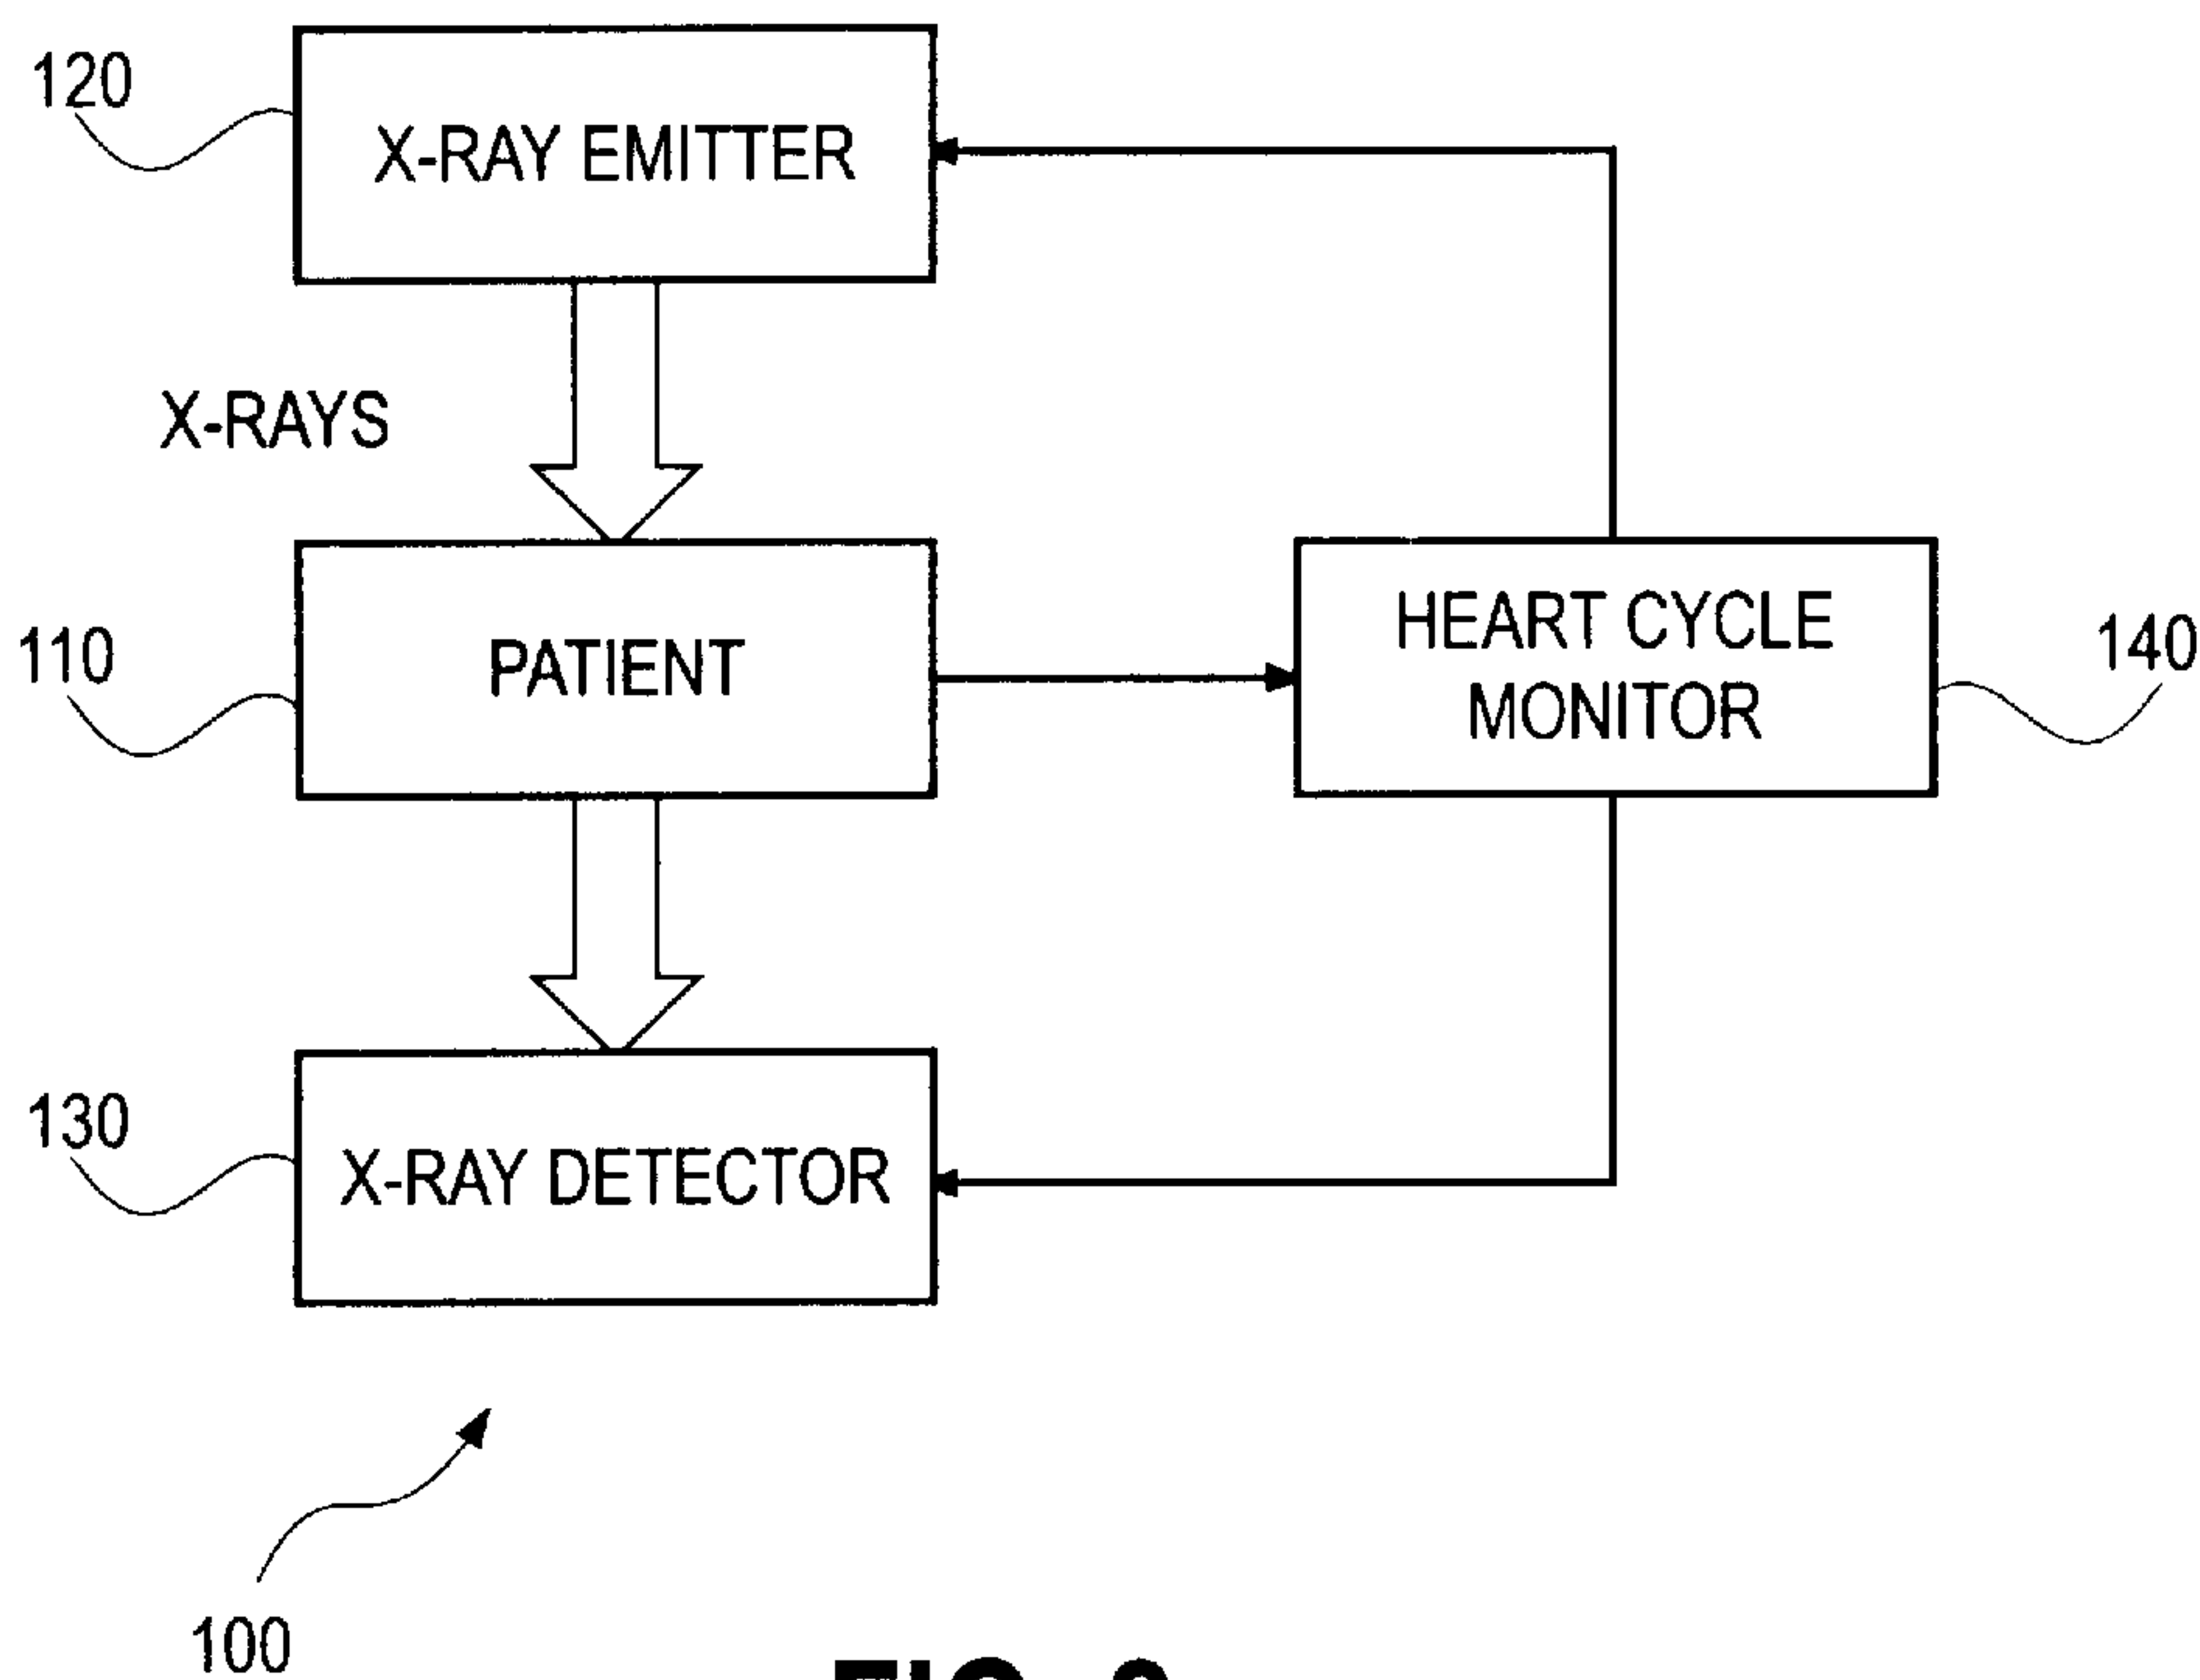 120
X-RAY EMITTER
X-RAYS
110
PATIENT
HEART CYCLE
MONITOR
140
130
X-RAY DETECTOR
100